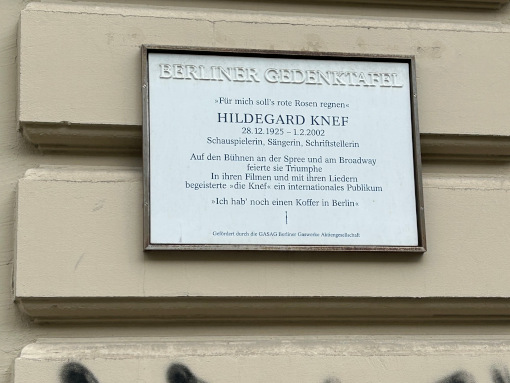 BERLINER GEDENKTAFEL
»Für mich soll's rote Rosen regnen«
HILDEGARD KNEF
28.12.1925 – 1.2.2002
Schauspielerin, Sängerin, Schriftstellerin
Auf den Bühnen an der Spree und am Broadway
feierte sie Triumphe
In ihren Filmen und mit ihren Liedern
begeisterte »die Knef« ein internationales Publikum
»Ich hab' noch einen Koffer in Berlin«
Gefördert durch die GASAG Berliner Gaswerke Aktiengesellschaft